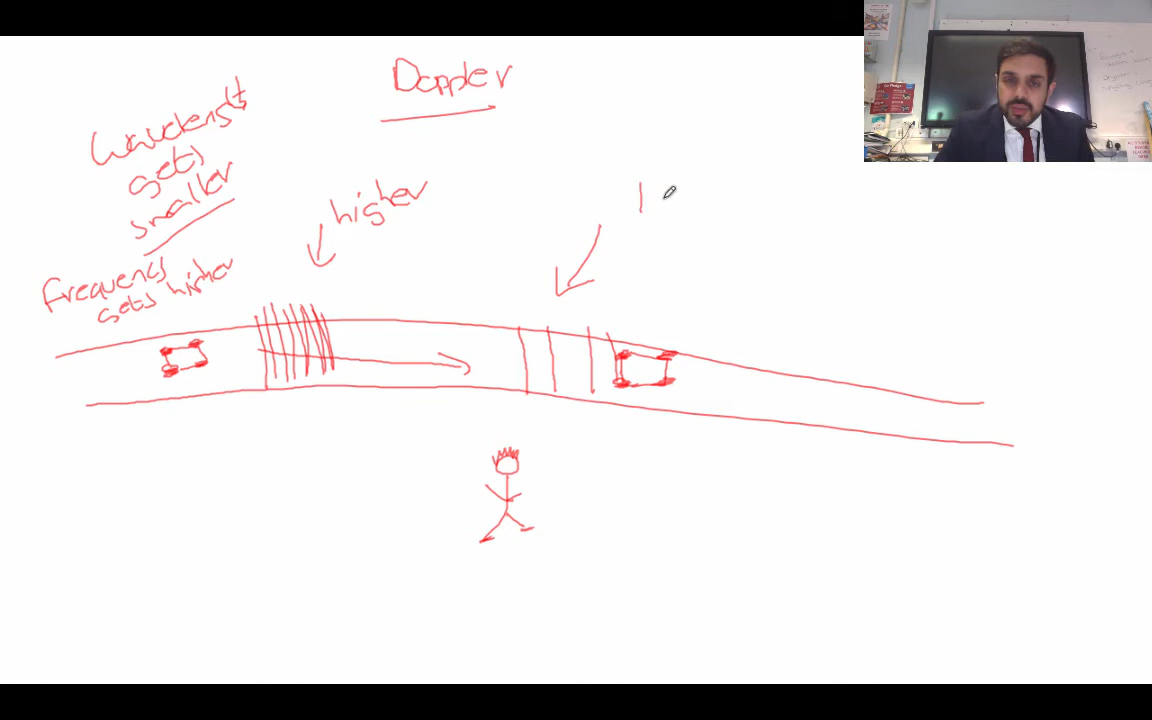 Doppler
wavelength
gets
smaller
higher
l
frequency
gets higher